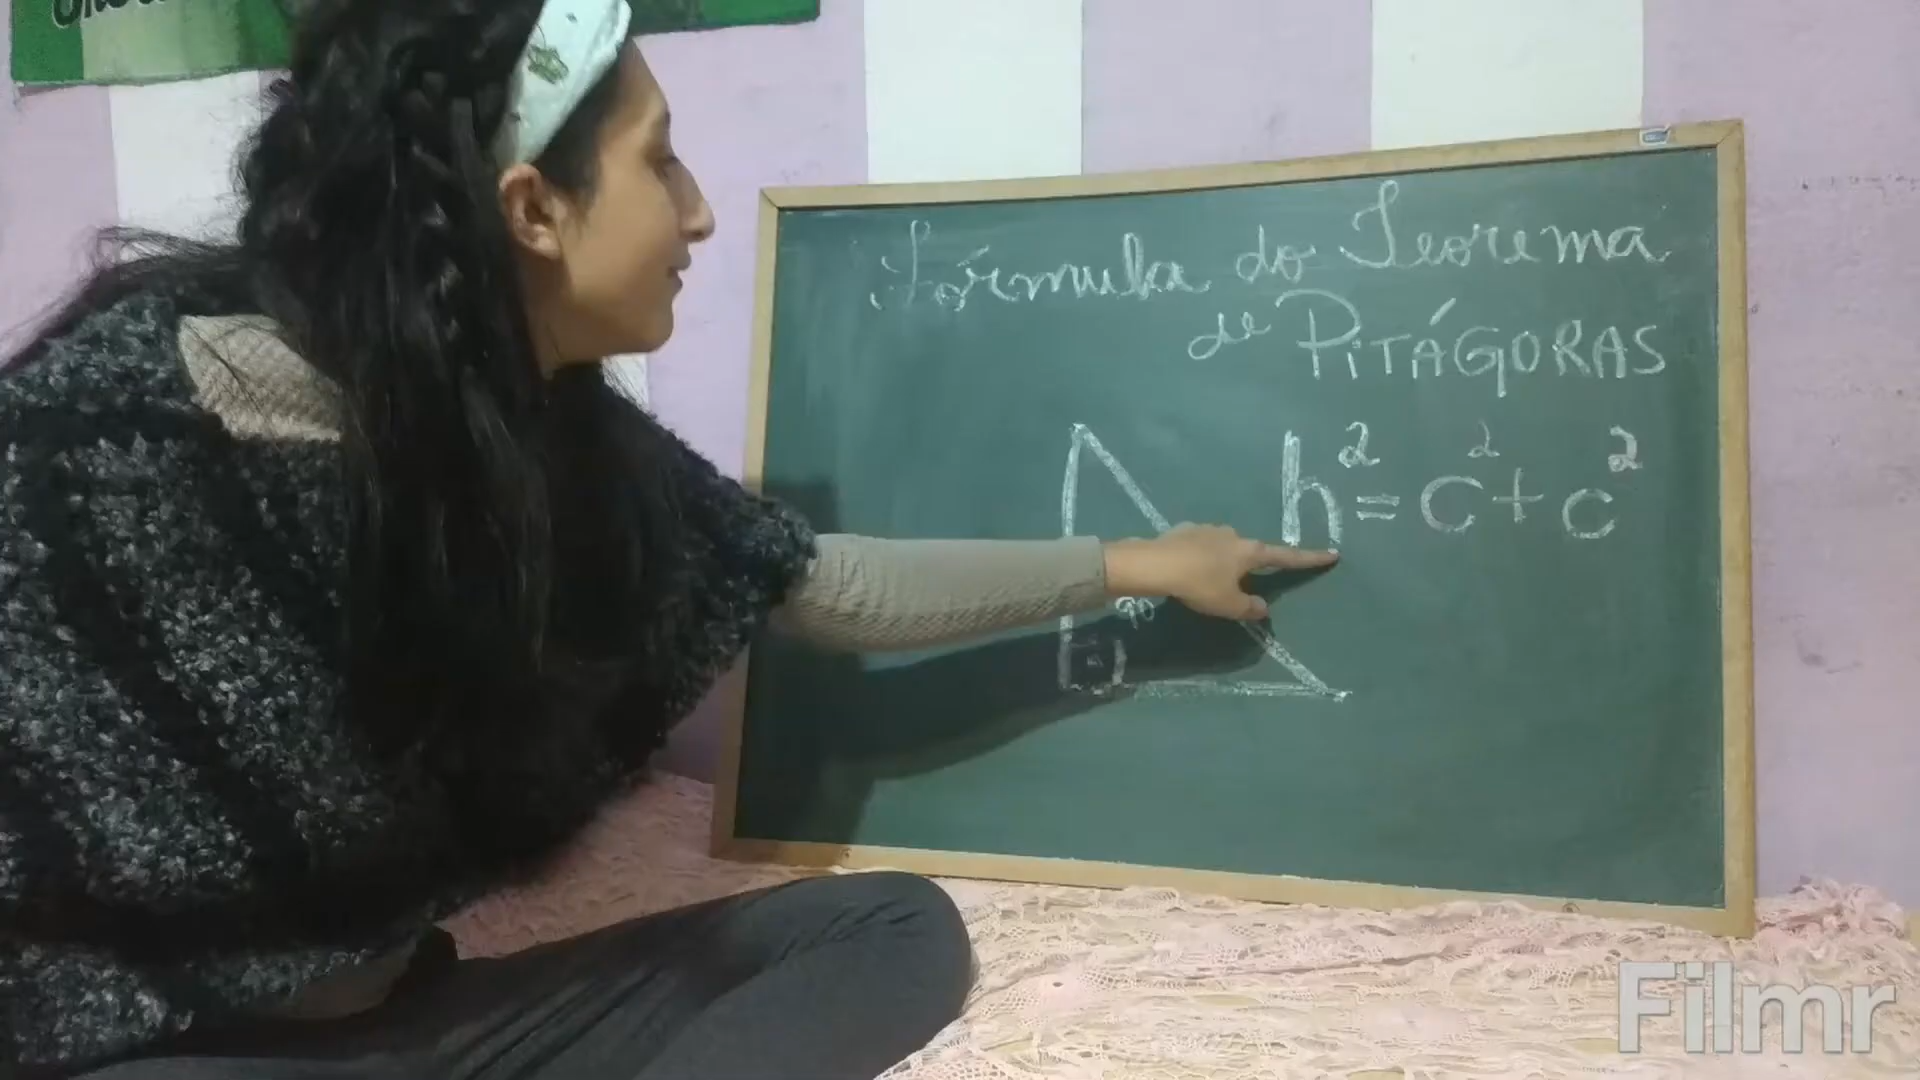 Fórmula do Teorema
de PiTÁGORAS
h² = c² + c²
90
Filmr